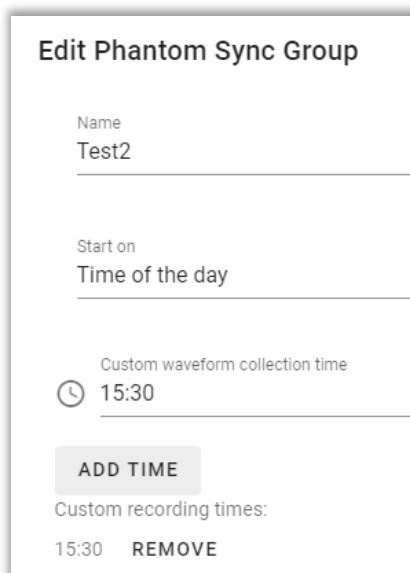 Edit Phantom Sync Group
Name
Test2
Start on
Time of the day
Custom waveform collection time
15:30
ADD TIME
Custom recording times:
15:30 REMOVE